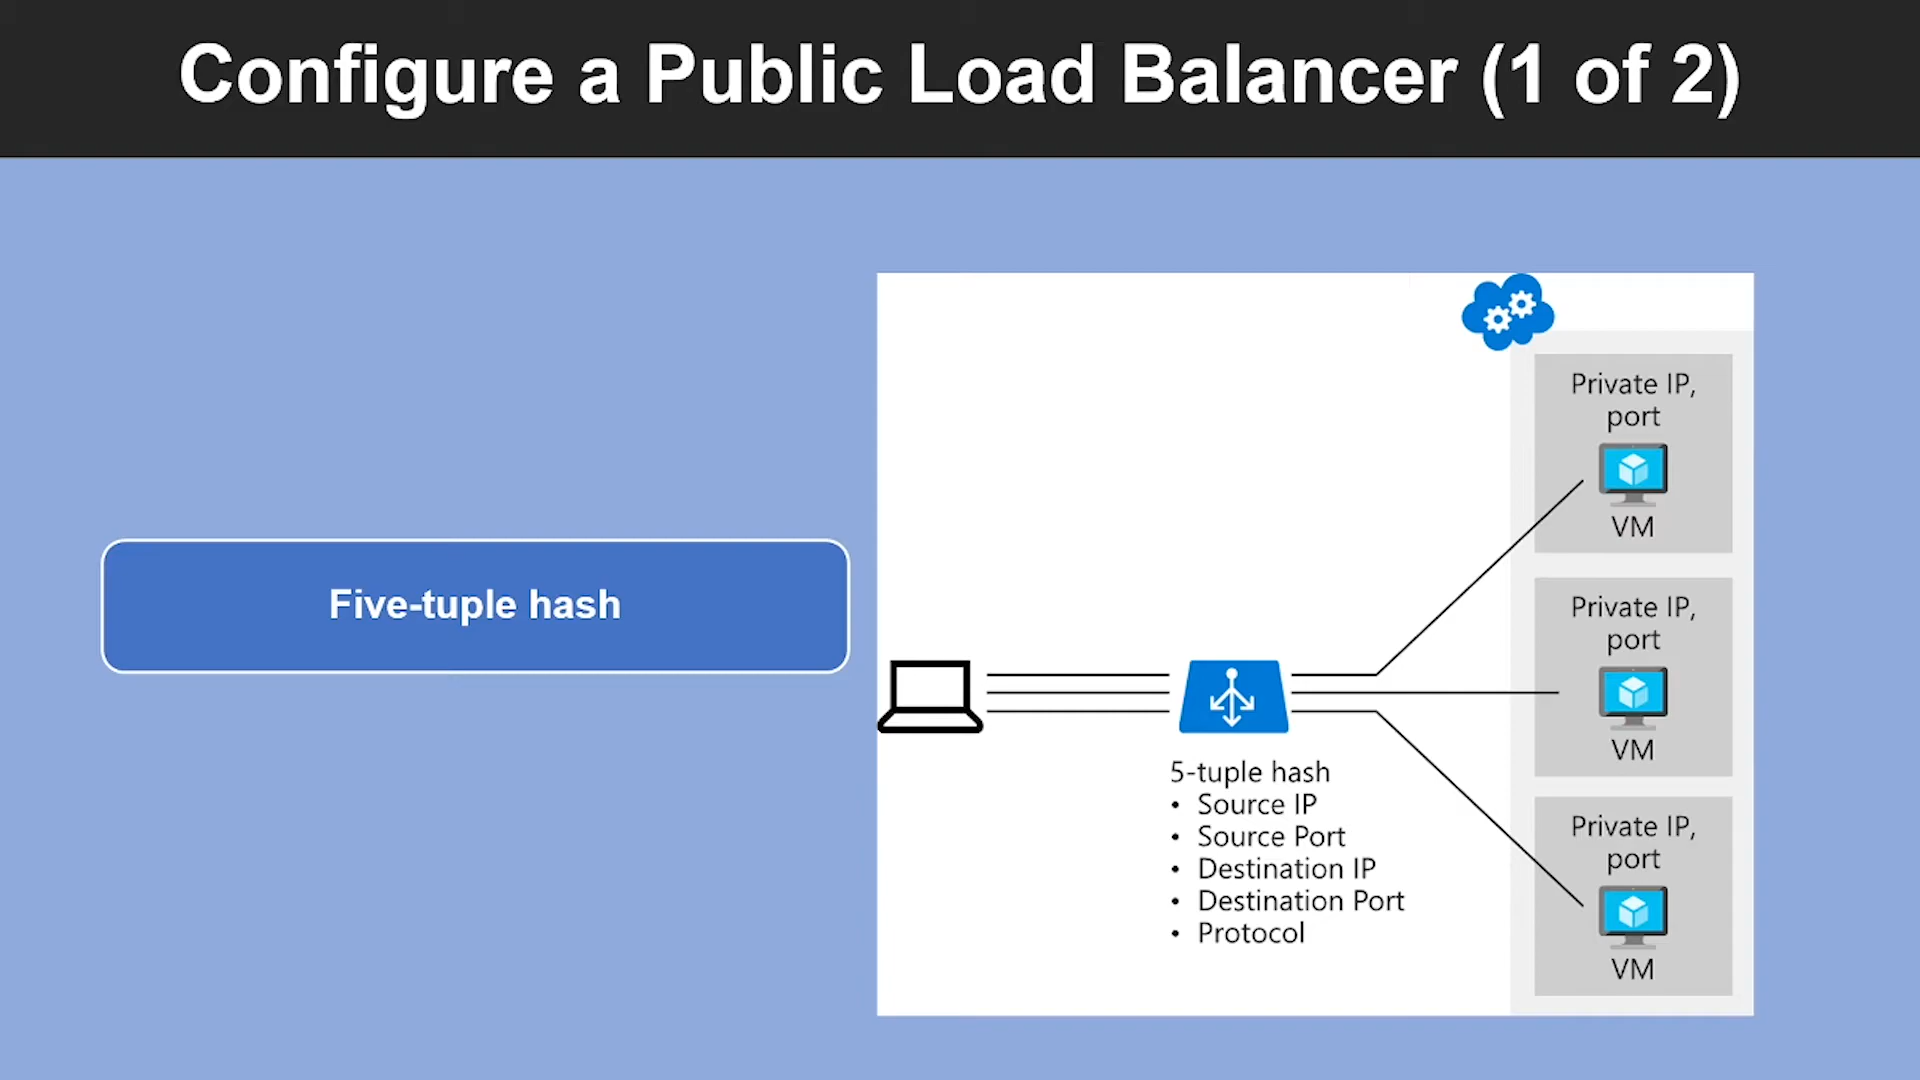 Configure a Public Load Balancer (1 of 2)
Five-tuple hash
Private IP,
port
VM
Private IP,
port
VM
5-tuple hash
• Source IP
• Source Port
• Destination IP
• Destination Port
• Protocol
Private IP,
port
VM